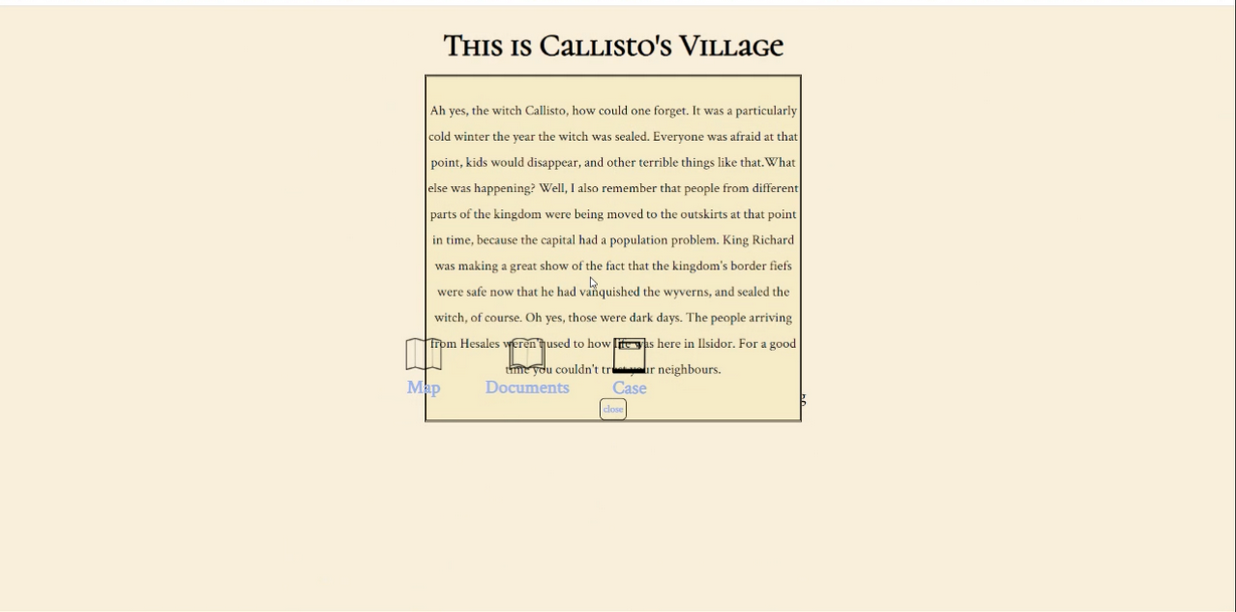 This is Callisto's Village
Ah yes, the witch Callisto, how could one forget. It was a particularly
cold winter the year the witch was sealed. Everyone was afraid at that
point, kids would disappear, and other terrible things like that.What
else was happening? Well, I also remember that people from different
parts of the kingdom were being moved to the outskirts at that point
in time, because the capital had a population problem. King Richard
was making a great show of the fact that the kingdom's border fiefs
were safe now that he had vanquished the wyverns, and sealed the
witch, of course. Oh yes, those were dark days. The people arriving
from Hesales weren't used to how life was here in Ilsidor. For a good
time you couldn't trust your neighbours.
Map Documents Case
close
g